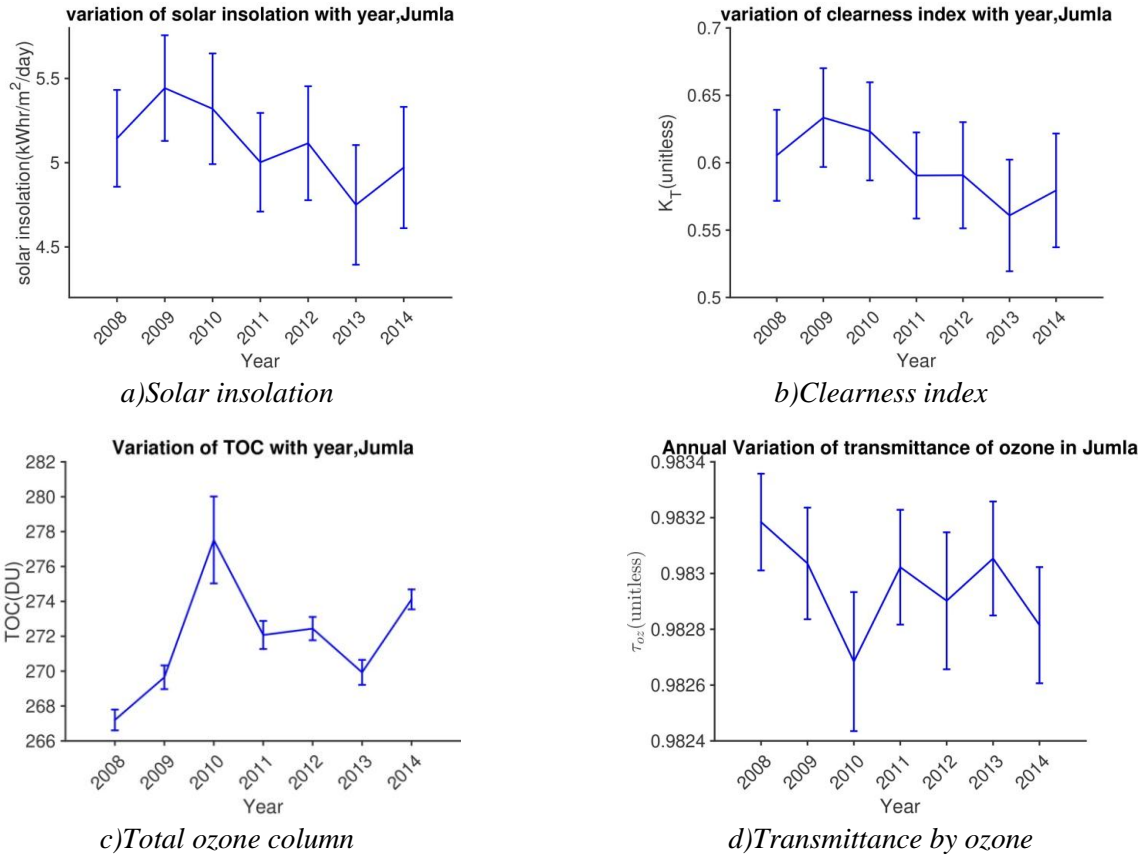 variation of solar insolation with year,Jumla
solar insolation(kWhr/m²/day)
5.5
5
4.5
2008 2009 2010 2011 2012 2013 2014
Year
a)Solar insolation
variation of clearness index with year,Jumla
K_T(unitless)
0.7
0.65
0.6
0.55
0.5
2008 2009 2010 2011 2012 2013 2014
Year
b)Clearness index
Variation of TOC with year,Jumla
TOC(DU)
282
280
278
276
274
272
270
268
266
2008 2009 2010 2011 2012 2013 2014
Year
c)Total ozone column
Annual Variation of transmittance of ozone in Jumla
τ_oz(unitless)
0.9834
0.9832
0.983
0.9828
0.9826
0.9824
2008 2009 2010 2011 2012 2013 2014
Year
d)Transmittance by ozone